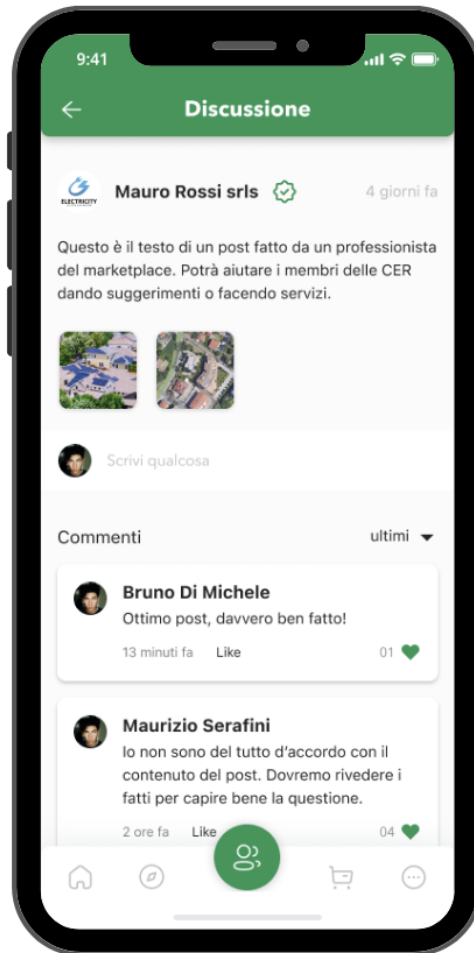 9:41
Discussione
ELECTRICITY
Mauro Rossi srls
4 giorni fa
Questo è il testo di un post fatto da un professionista
del marketplace. Potrà aiutare i membri delle CER
dando suggerimenti o facendo servizi.
Scrivi qualcosa
Commenti
ultimi
Bruno Di Michele
Ottimo post, davvero ben fatto!
13 minuti fa Like 01
Maurizio Serafini
Io non sono del tutto d'accordo con il
contenuto del post. Dovremo rivedere i
fatti per capire bene la questione.
2 ore fa Like 04